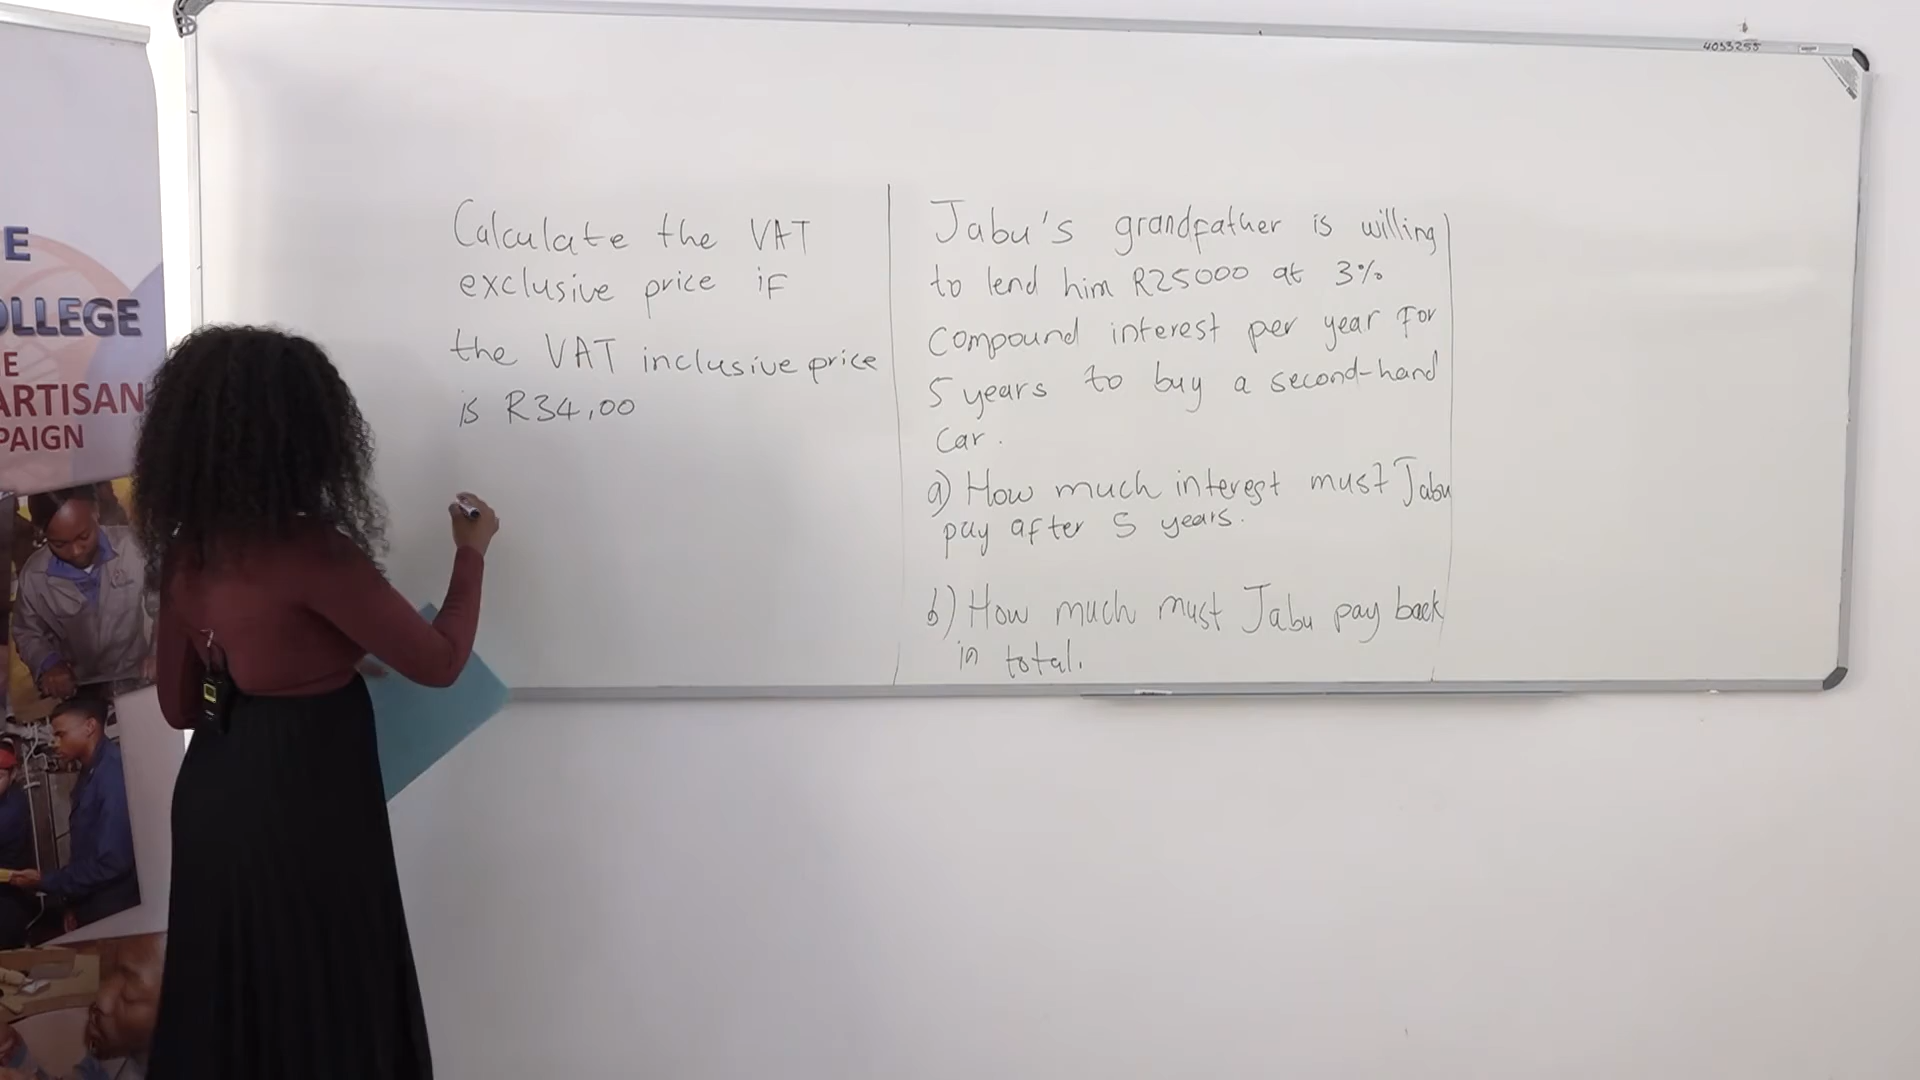 E
OLLEGE
E
ARTISAN
PAIGN
4033255
Calculate the VAT
exclusive price if
the VAT inclusive price
is R34,00
Jabu's grandfather is willing
to lend him R25000 at 3%
compound interest per year for
5 years to buy a second-hand
car.
a) How much interest must Jabu
pay after 5 years.
b) How much must Jabu pay back
in total.